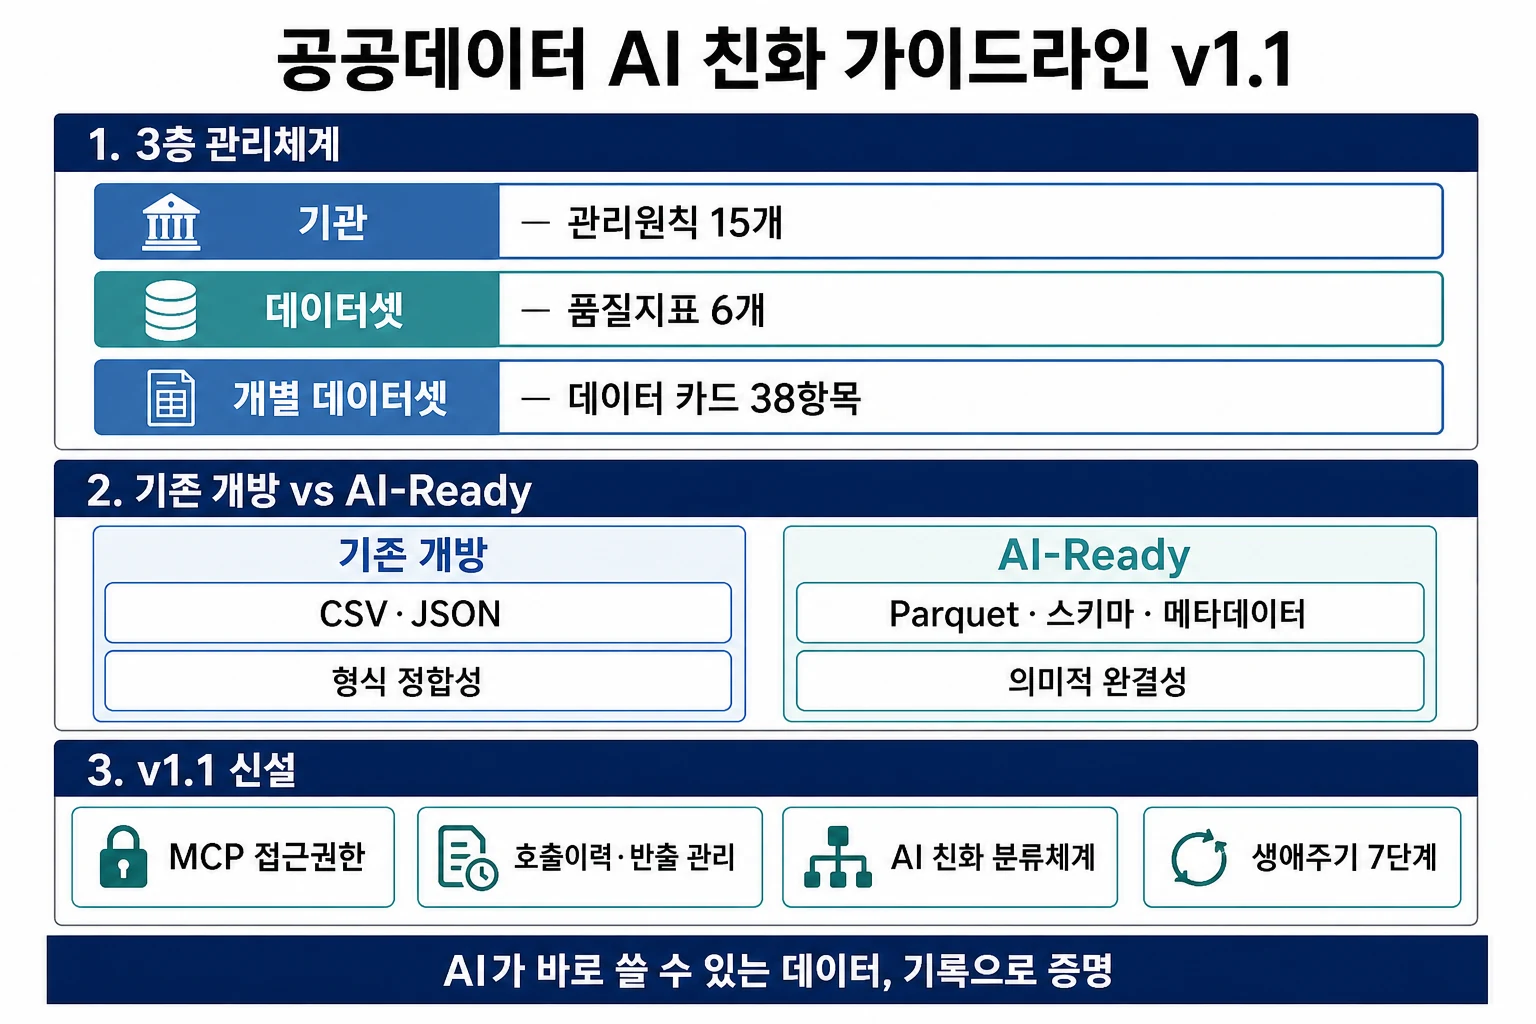 공공데이터 AI 친화 가이드라인 v1.1
1. 3층 관리체계
기관 — 관리원칙 15개
데이터셋 — 품질지표 6개
개별 데이터셋 — 데이터 카드 38항목
2. 기존 개방 vs AI-Ready
기존 개방
CSV · JSON
형식 정합성
AI-Ready
Parquet · 스키마 · 메타데이터
의미적 완결성
3. v1.1 신설
MCP 접근권한
호출이력·반출 관리
AI 친화 분류체계
생애주기 7단계
AI가 바로 쓸 수 있는 데이터, 기록으로 증명